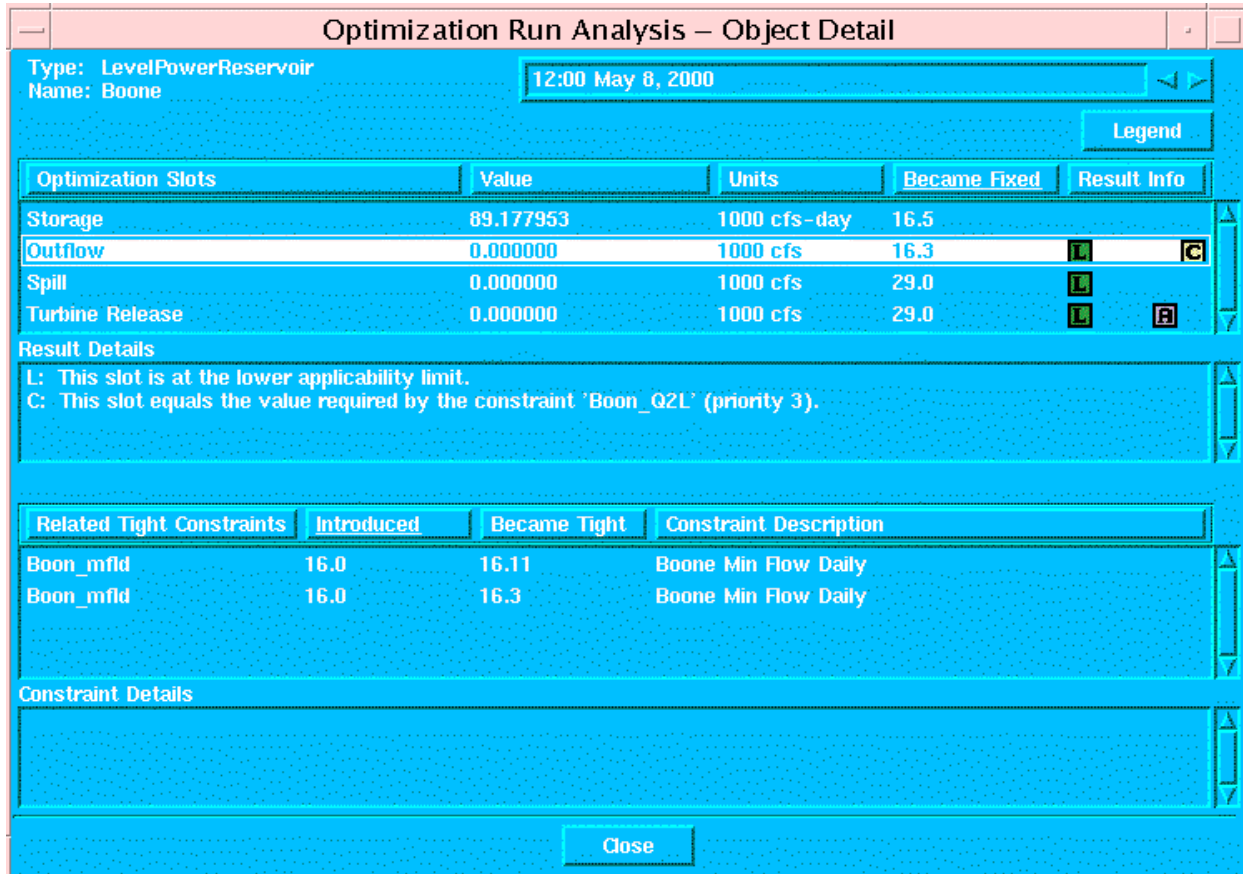 Optimization Run Analysis – Object Detail
Type: LevelPowerReservoir
Name: Boone
12:00 May 8, 2000
Legend
Optimization Slots Value Units Became Fixed Result Info
Storage 89.177953 1000 cfs-day 16.5
Outflow 0.000000 1000 cfs 16.3 L C
Spill 0.000000 1000 cfs 29.0 L
Turbine Release 0.000000 1000 cfs 29.0 L A
Result Details
L: This slot is at the lower applicability limit.
C: This slot equals the value required by the constraint 'Boon_Q2L' (priority 3).
Related Tight Constraints Introduced Became Tight Constraint Description
Boon_mfld 16.0 16.11 Boone Min Flow Daily
Boon_mfld 16.0 16.3 Boone Min Flow Daily
Constraint Details
Close